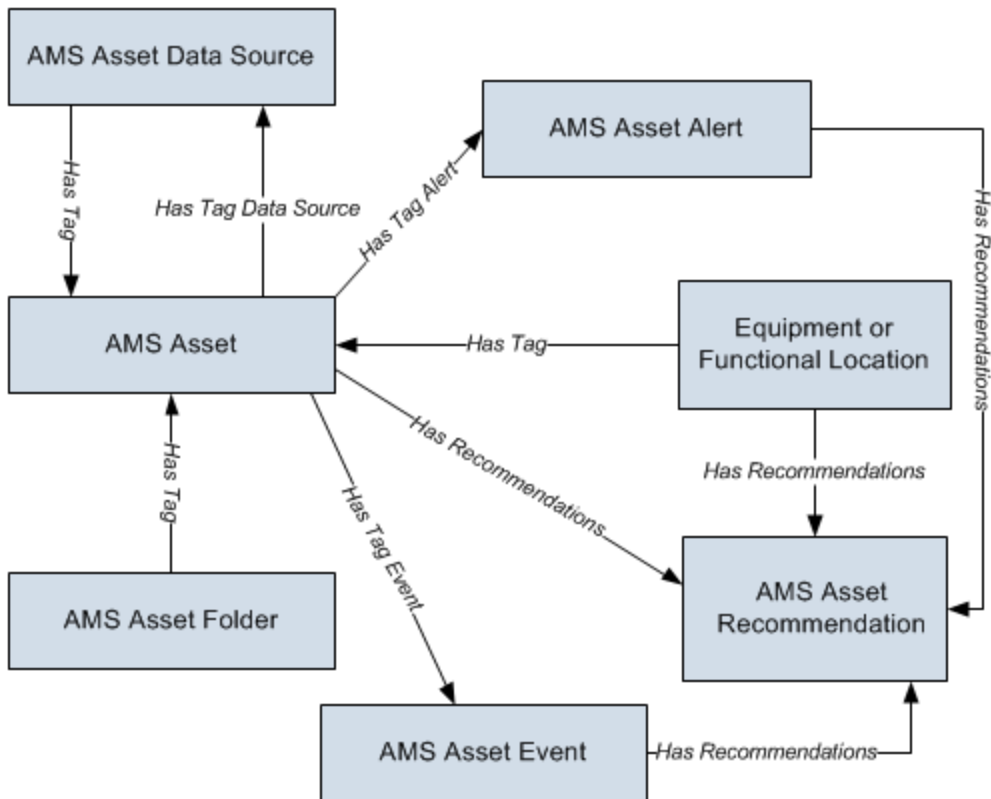 AMS Asset Data Source
AMS Asset Alert
Has Tag
Has Tag Data Source
Has Tag Alert
Has Recommendations
AMS Asset
Has Tag
Equipment or
Functional Location
Has Tag
Has Recommendations
Has Recommendations
Has Tag Event
AMS Asset Folder
AMS Asset
Recommendation
AMS Asset Event
Has Recommendations